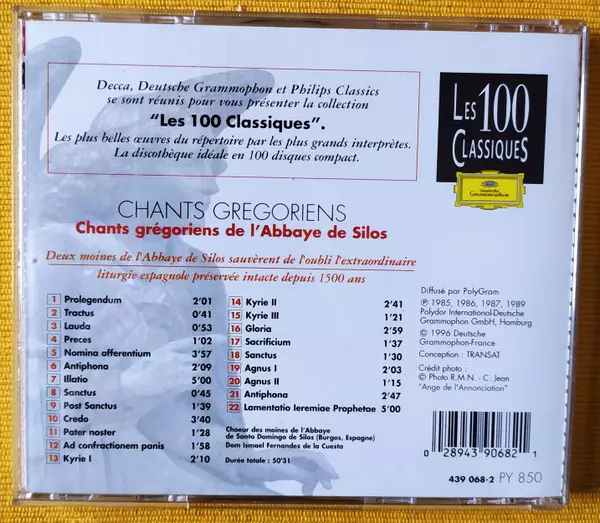 Decca, Deutsche Grammophon et Philips Classics
se sont réunis pour vous présenter la collection
“Les 100 Classiques”.
Les plus belles œuvres du répertoire par les plus grands interprètes.
La discothèque idéale en 100 disques compact.
LES 100
CLASSIQUES
Deutsche
Grammophon
CHANTS GREGORIENS
Chants grégoriens de l'Abbaye de Silos
Deux moines de l'Abbaye de Silos sauvèrent de l'oubli l'extraordinaire
liturgie espagnole préservée intacte depuis 1500 ans
1 Prolegendum 2'01
2 Tractus 0'41
3 Lauda 0'53
4 Preces 1'02
5 Nomina offerentium 3'57
6 Antiphona 2'09
7 Illatio 5'00
8 Sanctus 0'45
9 Post Sanctus 1'39
10 Credo 3'40
11 Pater noster 1'28
12 Ad confractionem panis 1'58
13 Kyrie I 2'10
14 Kyrie II 2'41
15 Kyrie III 1'21
16 Gloria 2'59
17 Sacrificium 1'37
18 Sanctus 1'30
19 Agnus I 2'03
20 Agnus II 1'15
21 Antiphona 2'47
22 Lamentatio Ieremiae Prophetae 5'00
Chœur des moines de l'Abbaye
de Santo Domingo de Silos (Burgos, Espagne)
Dom Ismael Fernandez de la Cuesta
Durée totale : 50'31
Diffusé par PolyGram
℗ 1985, 1986, 1987, 1989
Polydor International-Deutsche
Grammophon GmbH, Hamburg
© 1996 Deutsche
Grammophon-France
Conception : TRANSAT
Crédit photo :
© Photo R.M.N. - C. Jean
"Ange de l'Annonciation"
0 28943 90682 1
439 068-2 PY 850